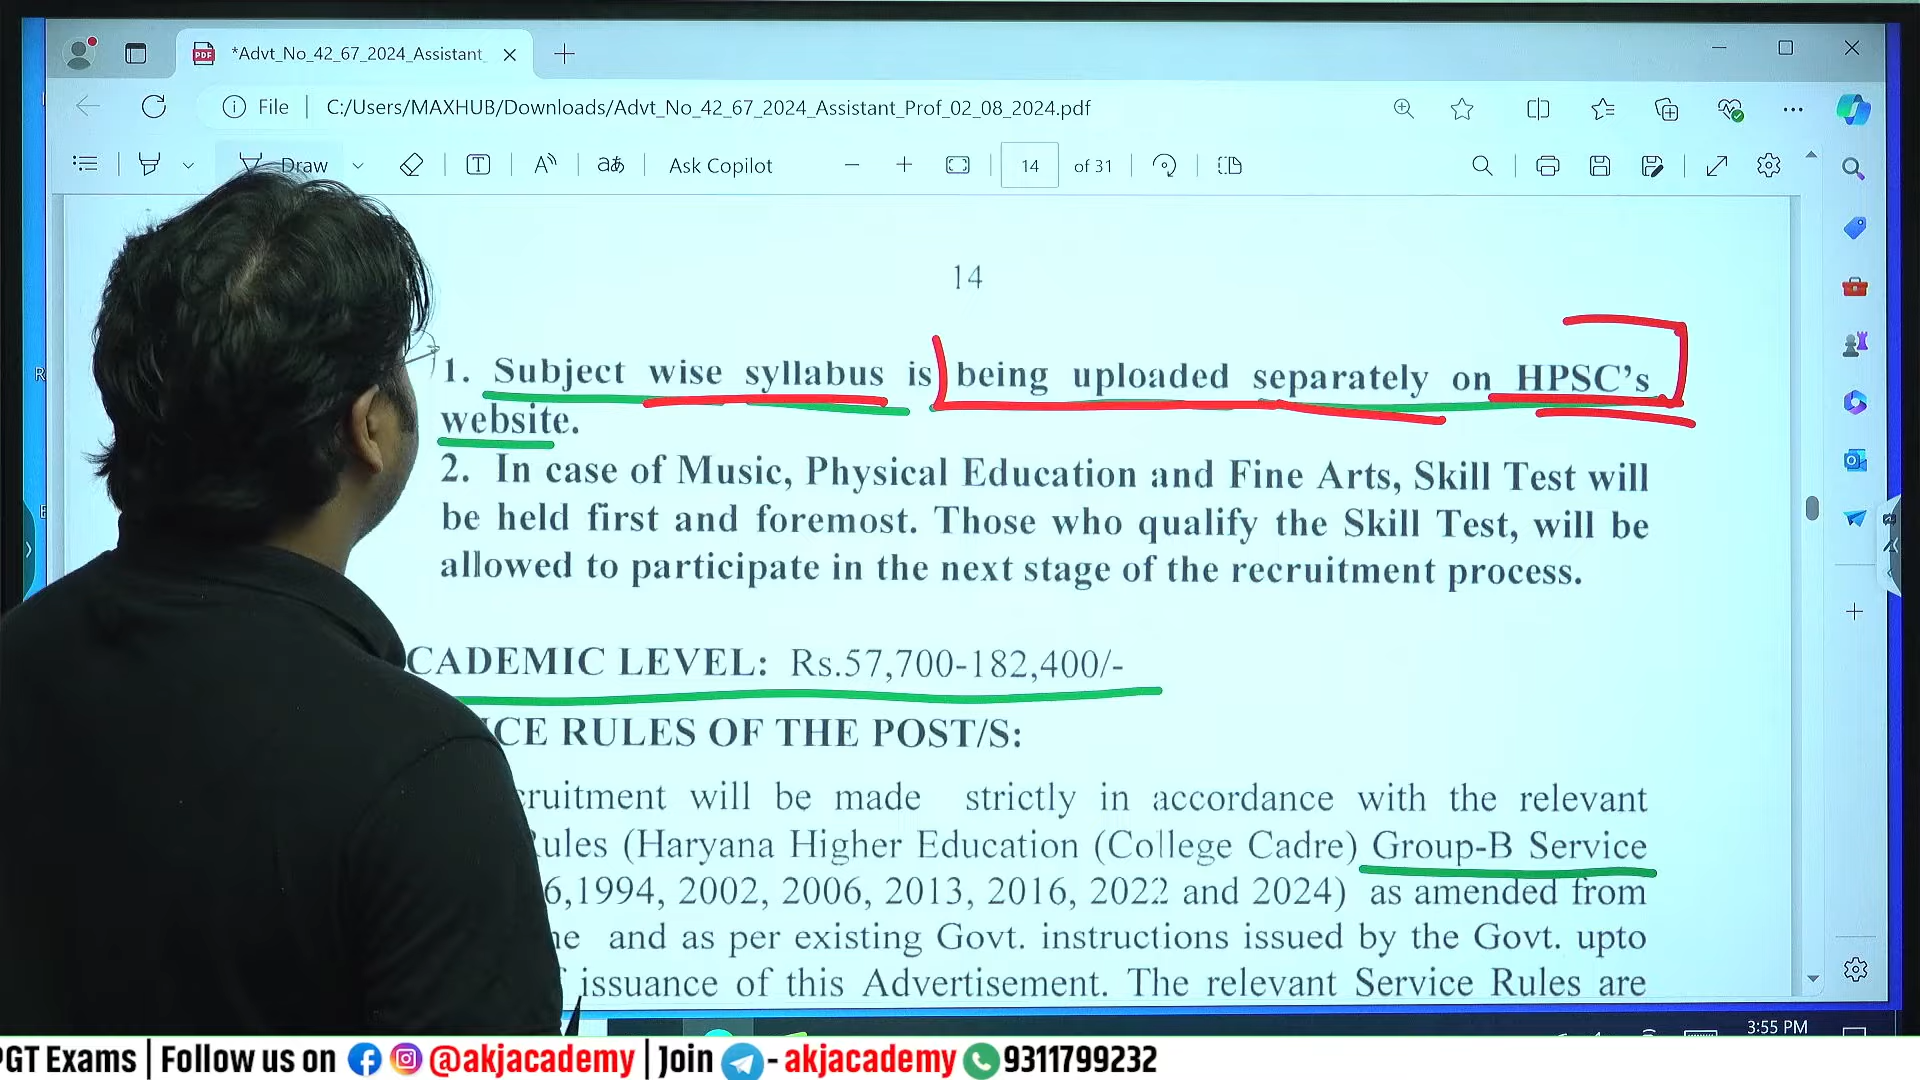 *Advt_No_42_67_2024_Assistant_
File
C:/Users/MAXHUB/Downloads/Advt_No_42_67_2024_Assistant_Prof_02_08_2024.pdf
Draw
aあ
Ask Copilot
14 of 31
14
1. Subject wise syllabus is being uploaded separately on HPSC's
website.
2. In case of Music, Physical Education and Fine Arts, Skill Test will
be held first and foremost. Those who qualify the Skill Test, will be
allowed to participate in the next stage of the recruitment process.
CADEMIC LEVEL: Rs.57,700-182,400/-
ICE RULES OF THE POST/S:
cruitment will be made strictly in accordance with the relevant
Rules (Haryana Higher Education (College Cadre) Group-B Service
6,1994, 2002, 2006, 2013, 2016, 2022 and 2024) as amended from
and as per existing Govt. instructions issued by the Govt. upto
issuance of this Advertisement. The relevant Service Rules are
3:55 PM
PGT Exams | Follow us on @akjacademy | Join - akjacademy 9311799232